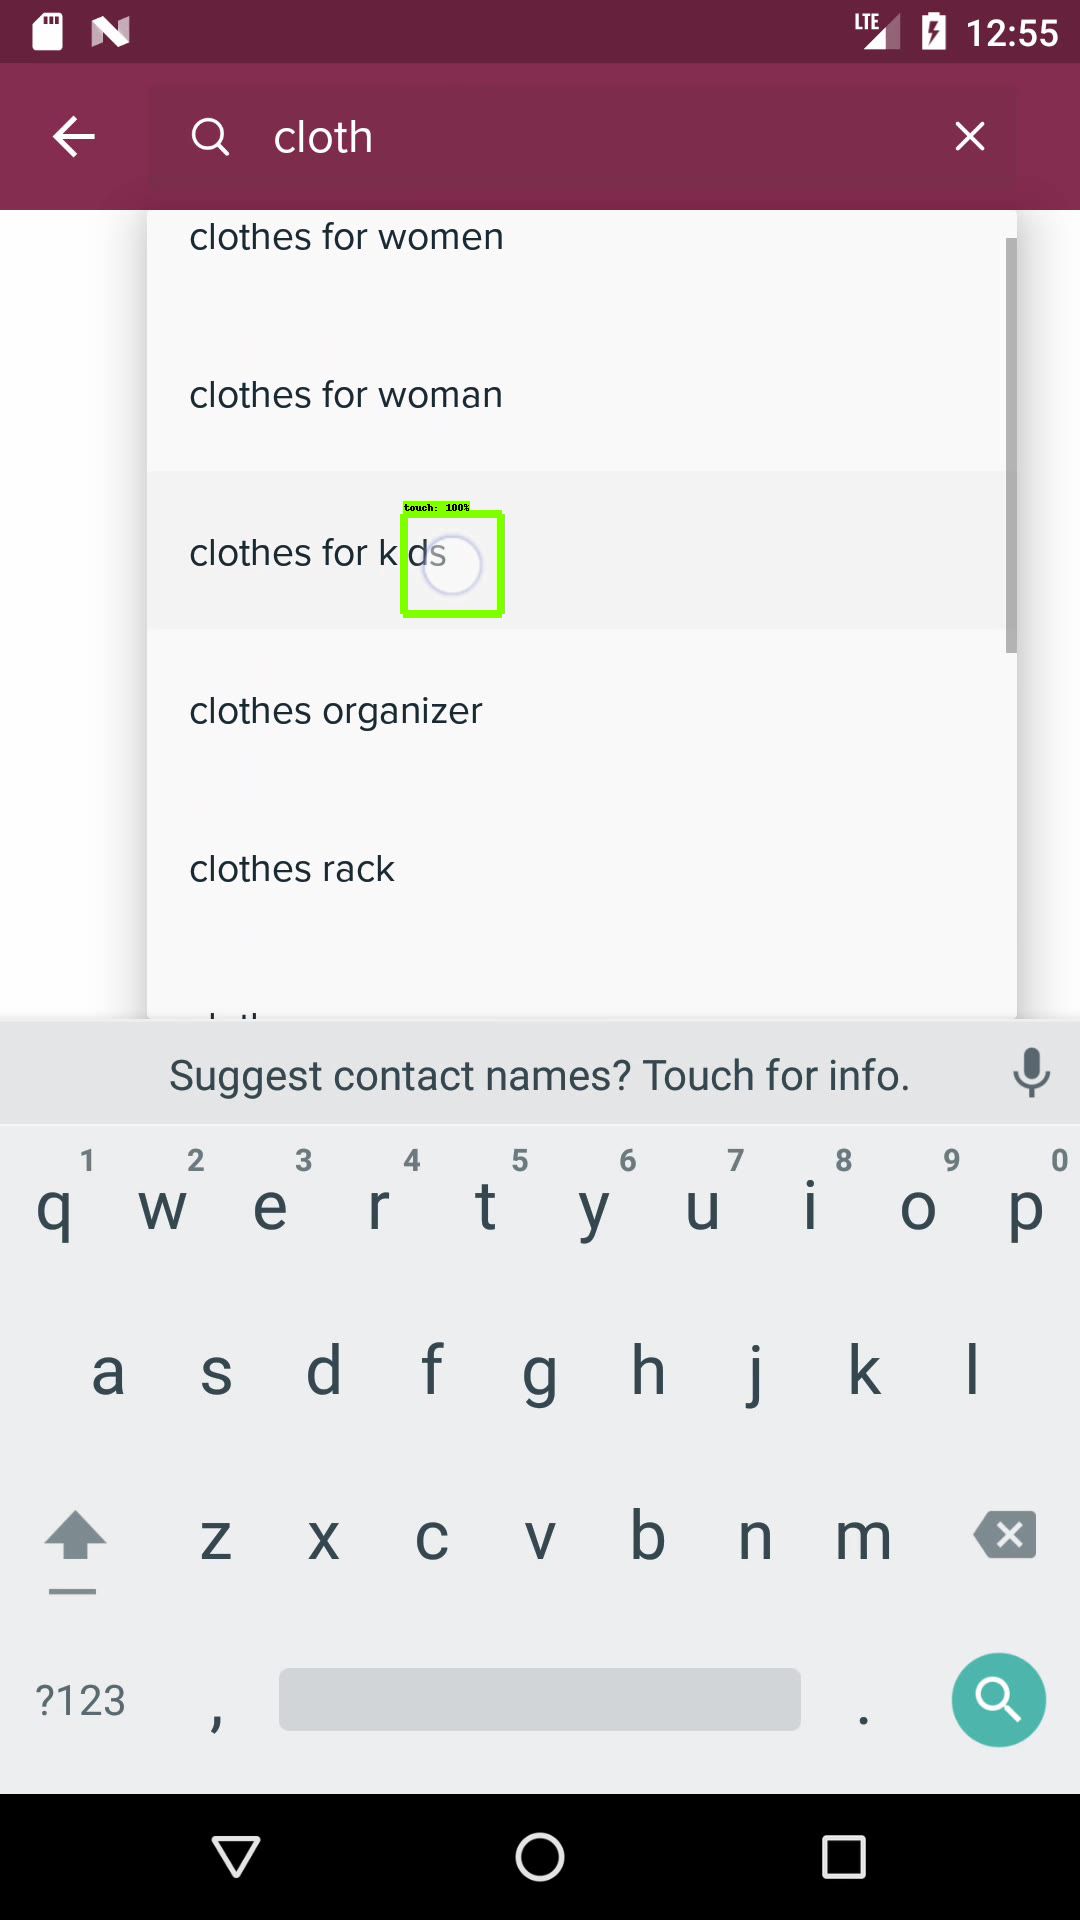 LTE 12:55
cloth
clothes for women
clothes for woman
touch: 100%
clothes for kids
clothes organizer
clothes rack
Suggest contact names? Touch for info.
1 2 3 4 5 6 7 8 9 0
q w e r t y u i o p
a s d f g h j k l
z x c v b n m
?123 , .